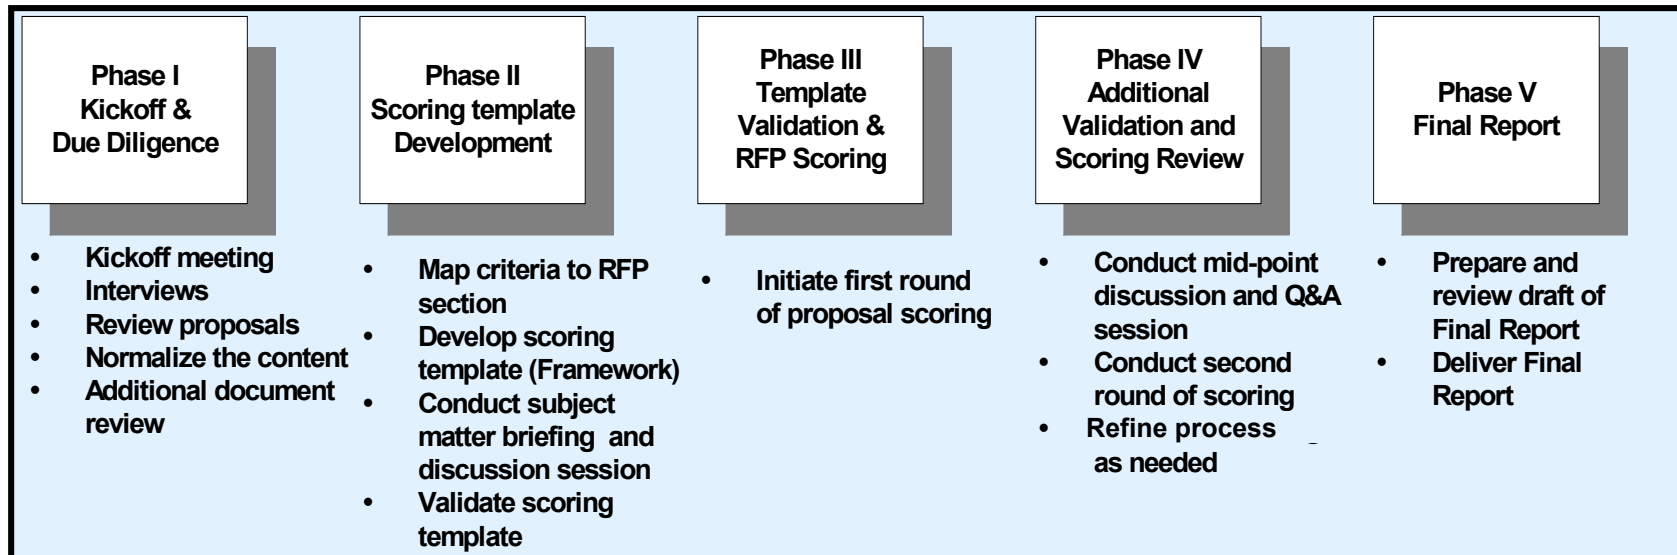 Phase I
Kickoff &
Due Diligence
• Kickoff meeting
• Interviews
• Review proposals
• Normalize the content
• Additional document
review
Phase II
Scoring template
Development
• Map criteria to RFP
section
• Develop scoring
template (Framework)
• Conduct subject
matter briefing and
discussion session
• Validate scoring
template
Phase III
Template
Validation &
RFP Scoring
• Initiate first round
of proposal scoring
Phase IV
Additional
Validation and
Scoring Review
• Conduct mid-point
discussion and Q&A
session
• Conduct second
round of scoring
• Refine process
as needed
Phase V
Final Report
• Prepare and
review draft of
Final Report
• Deliver Final
Report